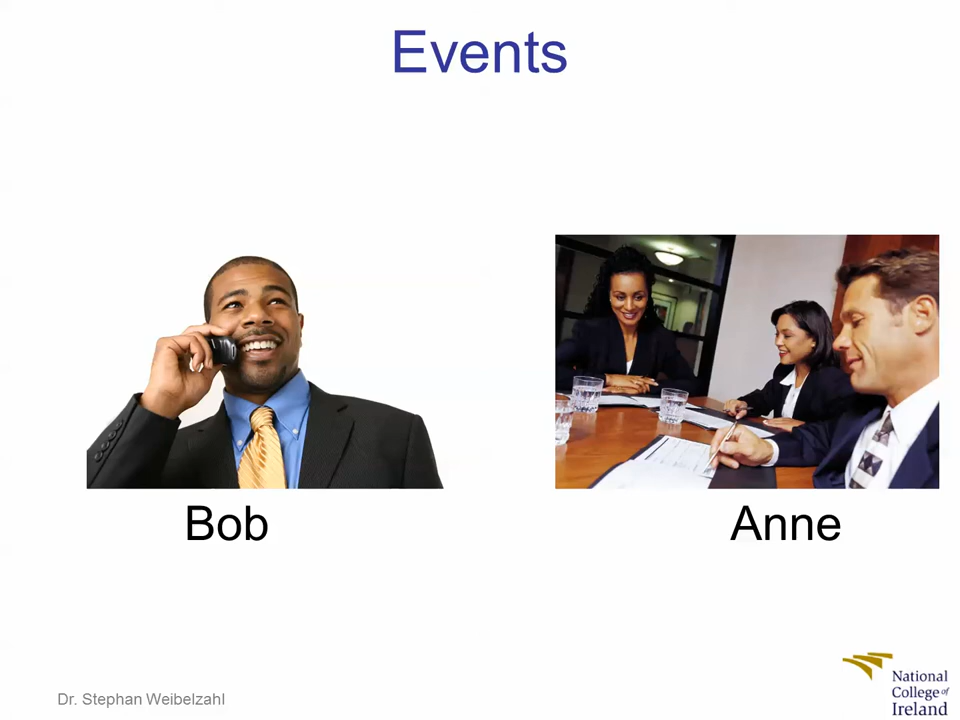 Events
Bob
Anne
Dr. Stephan Weibelzahl
National
College of
Ireland